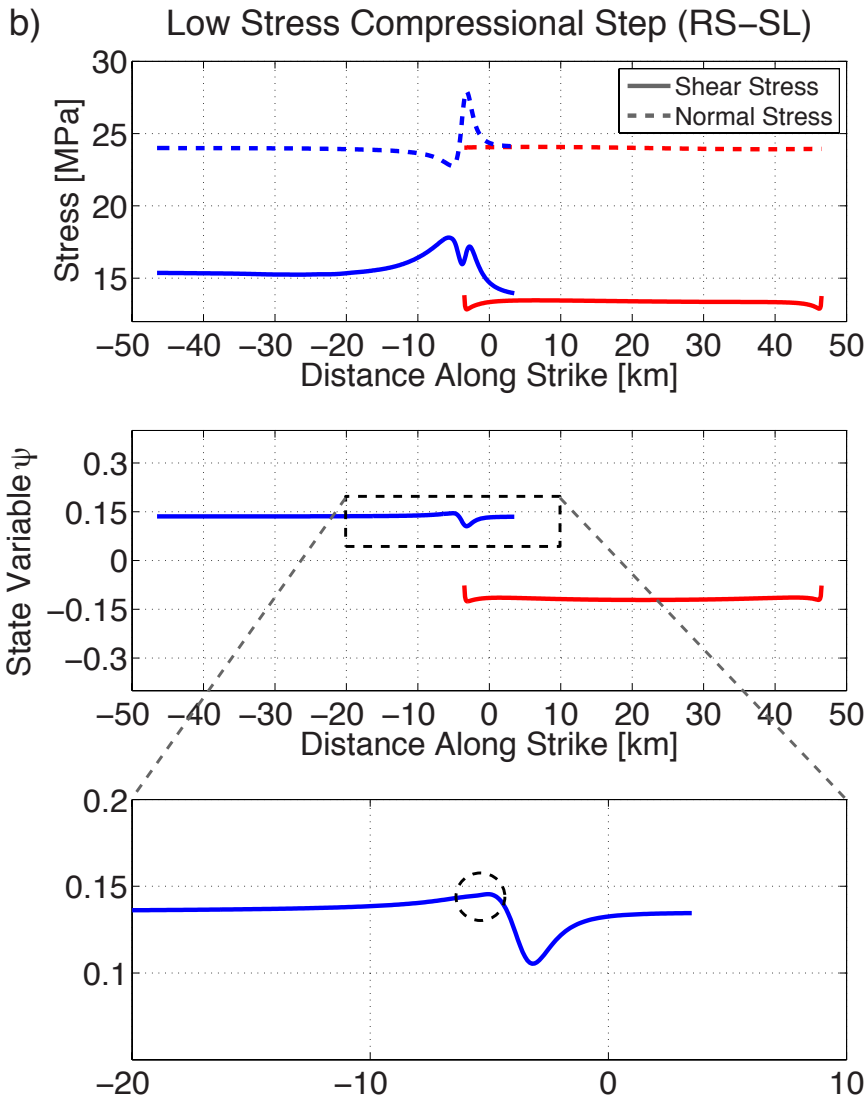 b) Low Stress Compressional Step (RS−SL)
30
25
20
15
Stress [MPa]
Shear Stress
Normal Stress
−50 −40 −30 −20 −10 0 10 20 30 40 50
Distance Along Strike [km]
0.3
0.15
0
−0.15
−0.3
State Variable ψ
−50 −40 −30 −20 −10 0 10 20 30 40 50
Distance Along Strike [km]
0.2
0.15
0.1
−20 −10 0 10